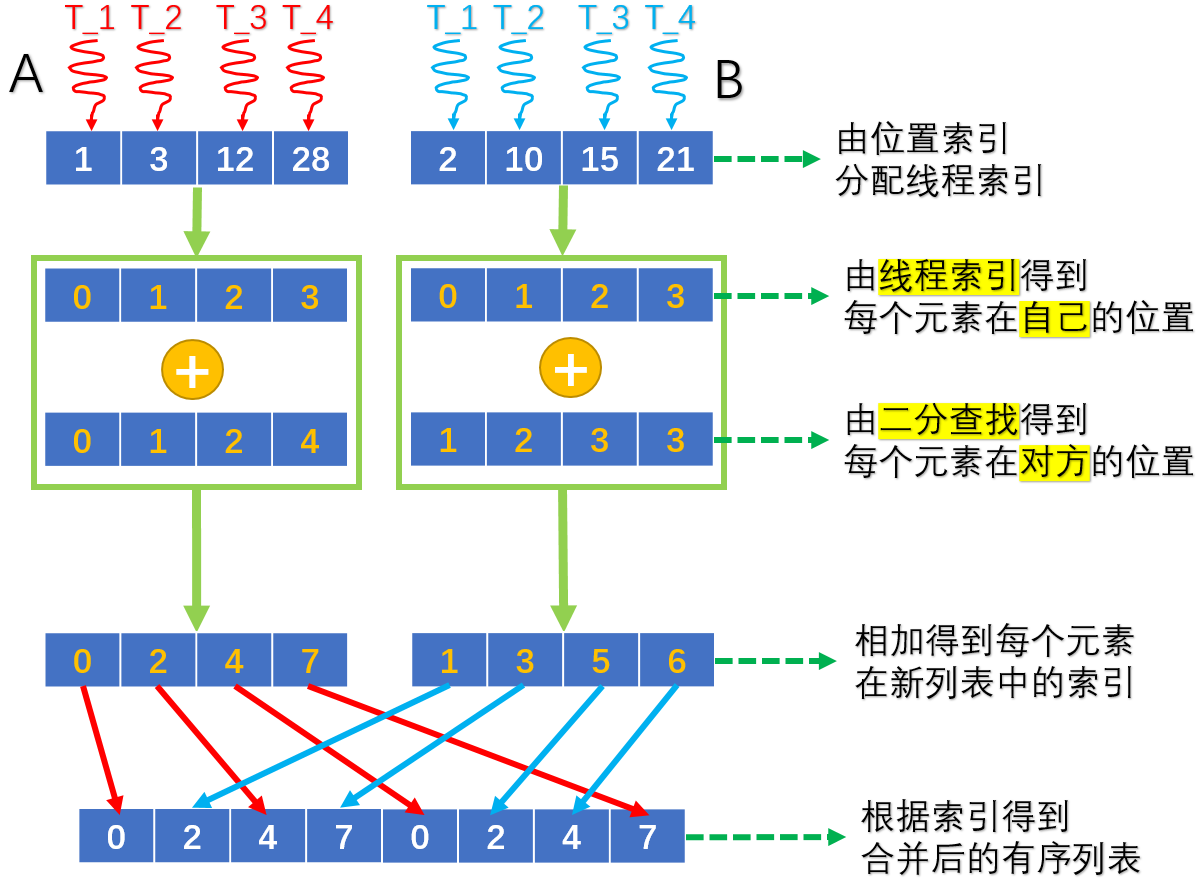 T_1 T_2 T_3 T_4
T_1 T_2 T_3 T_4
A
B
1 3 12 28
2 10 15 21
由位置索引
分配线程索引
0 1 2 3
0 1 2 3
由线程索引得到
每个元素在自己的位置
+
+
0 1 2 4
1 2 3 3
由二分查找得到
每个元素在对方的位置
0 2 4 7
1 3 5 6
相加得到每个元素
在新列表中的索引
0 2 4 7 0 2 4 7
根据索引得到
合并后的有序列表